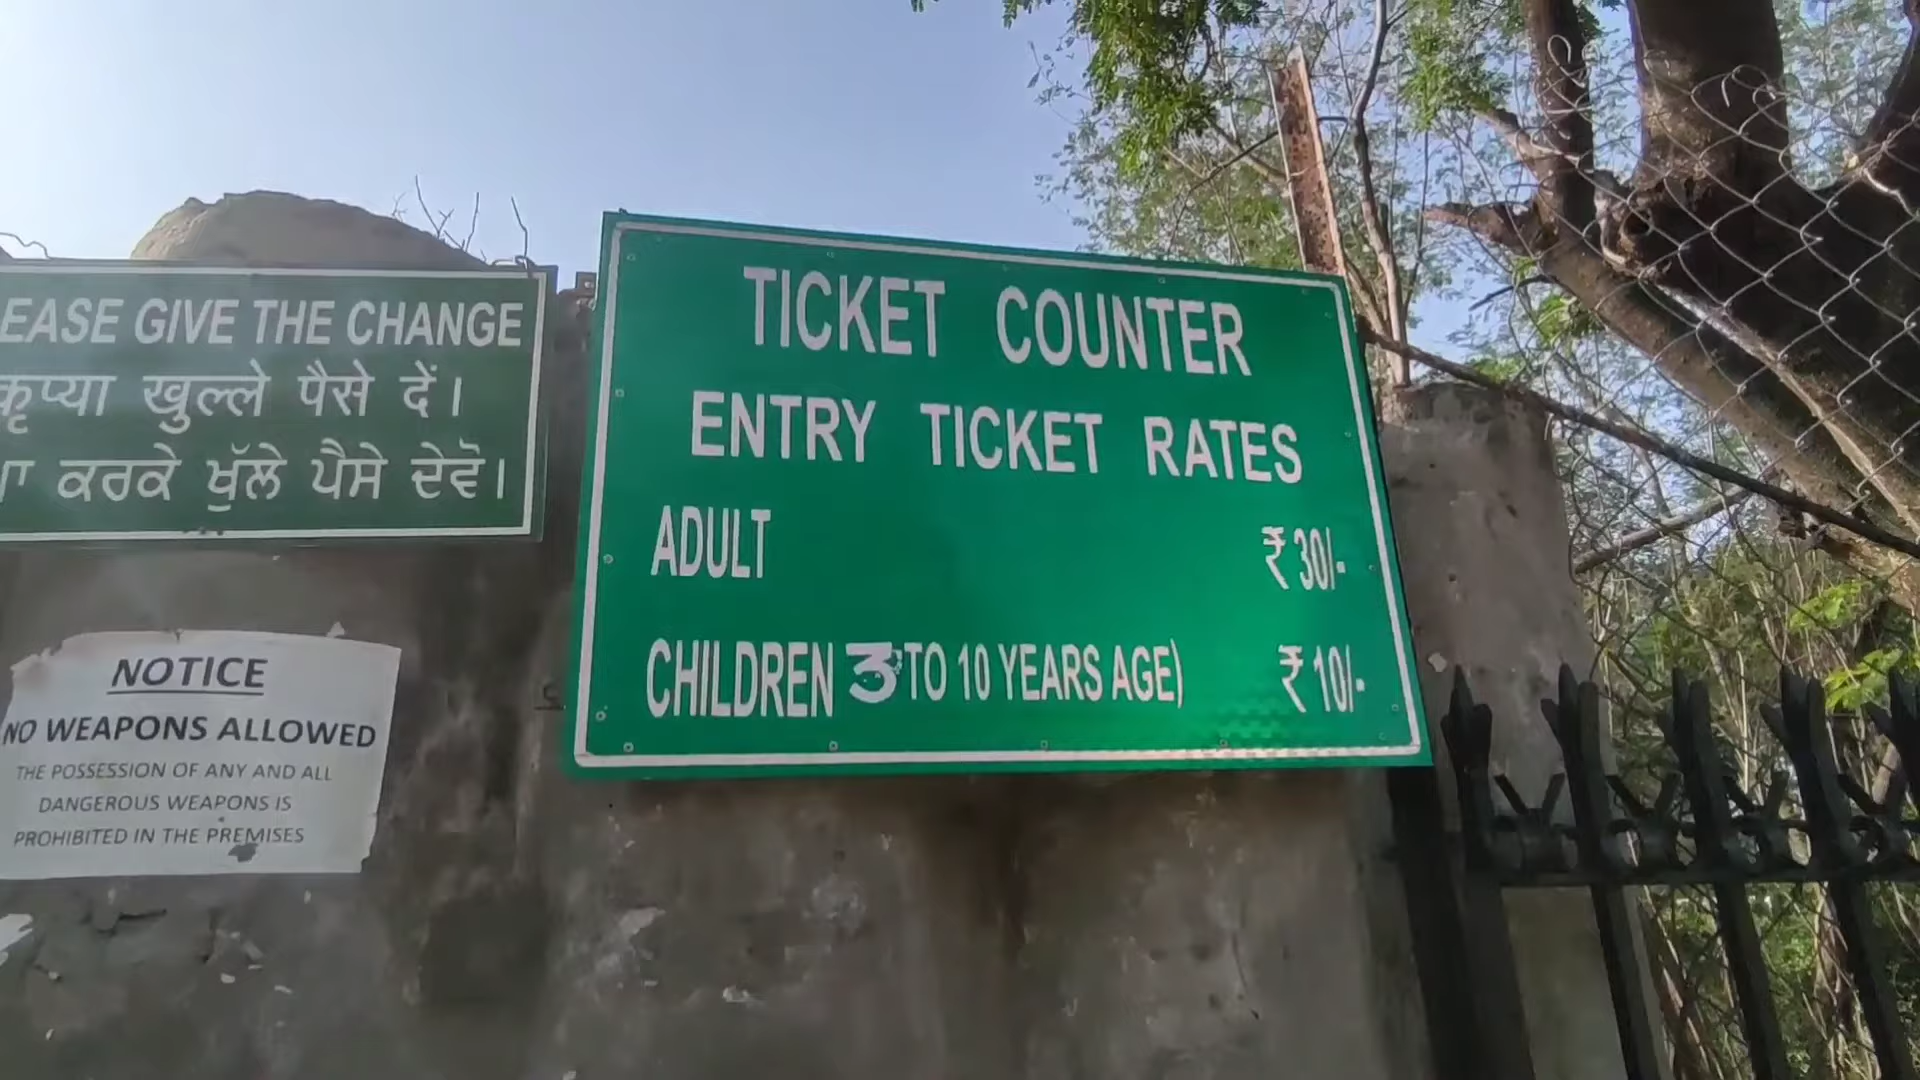 EASE GIVE THE CHANGE
कृप्या खुल्ले पैसे दें।
ਕਰਕੇ ਖੁੱਲੇ ਪੈਸੇ ਦੇਵੋ।
NOTICE
NO WEAPONS ALLOWED
THE POSSESSION OF ANY AND ALL
DANGEROUS WEAPONS IS
PROHIBITED IN THE PREMISES
TICKET COUNTER
ENTRY TICKET RATES
ADULT ₹ 30/-
CHILDREN 3 TO 10 YEARS AGE) ₹ 10/-